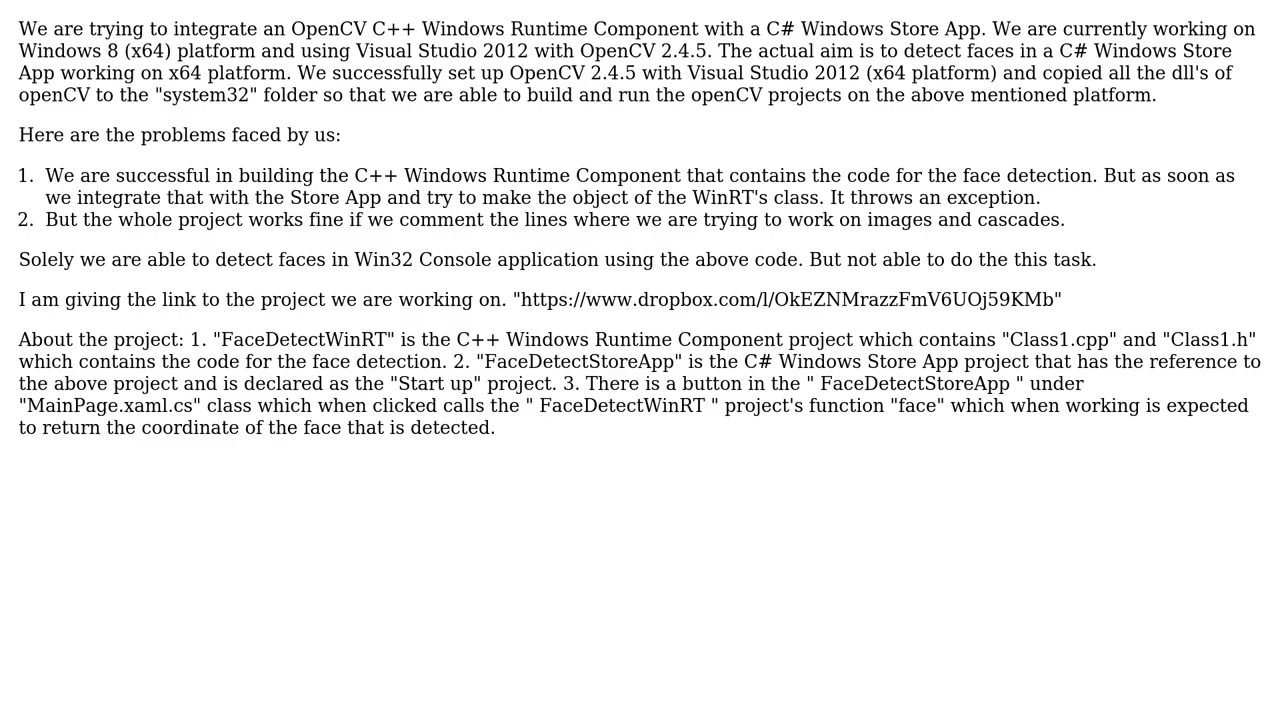 We are trying to integrate an OpenCV C++ Windows Runtime Component with a C# Windows Store App. We are currently working on
Windows 8 (x64) platform and using Visual Studio 2012 with OpenCV 2.4.5. The actual aim is to detect faces in a C# Windows Store
App working on x64 platform. We successfully set up OpenCV 2.4.5 with Visual Studio 2012 (x64 platform) and copied all the dll's of
openCV to the "system32" folder so that we are able to build and run the openCV projects on the above mentioned platform.
Here are the problems faced by us:
1. We are successful in building the C++ Windows Runtime Component that contains the code for the face detection. But as soon as
we integrate that with the Store App and try to make the object of the WinRT's class. It throws an exception.
2. But the whole project works fine if we comment the lines where we are trying to work on images and cascades.
Solely we are able to detect faces in Win32 Console application using the above code. But not able to do the this task.
I am giving the link to the project we are working on. "https://www.dropbox.com/l/OkEZNMrazzFmV6UOj59KMb"
About the project: 1. "FaceDetectWinRT" is the C++ Windows Runtime Component project which contains "Class1.cpp" and "Class1.h"
which contains the code for the face detection. 2. "FaceDetectStoreApp" is the C# Windows Store App project that has the reference to
the above project and is declared as the "Start up" project. 3. There is a button in the " FaceDetectStoreApp " under
"MainPage.xaml.cs" class which when clicked calls the " FaceDetectWinRT " project's function "face" which when working is expected
to return the coordinate of the face that is detected.